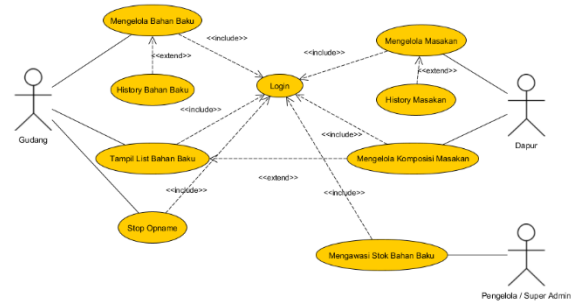 Mengelola Bahan Baku
<<include>>
<<extend>>
History Bahan Baku
Gudang
<<include>>
Tampil List Bahan Baku
<<include>>
Stop Opname
Login
<<include>>
Mengelola Masakan
<<extend>>
History Masakan
Dapur
<<include>>
Mengelola Komposisi Masakan
<<extend>>
<<include>>
Mengawasi Stok Bahan Baku
Pengelola / Super Admin